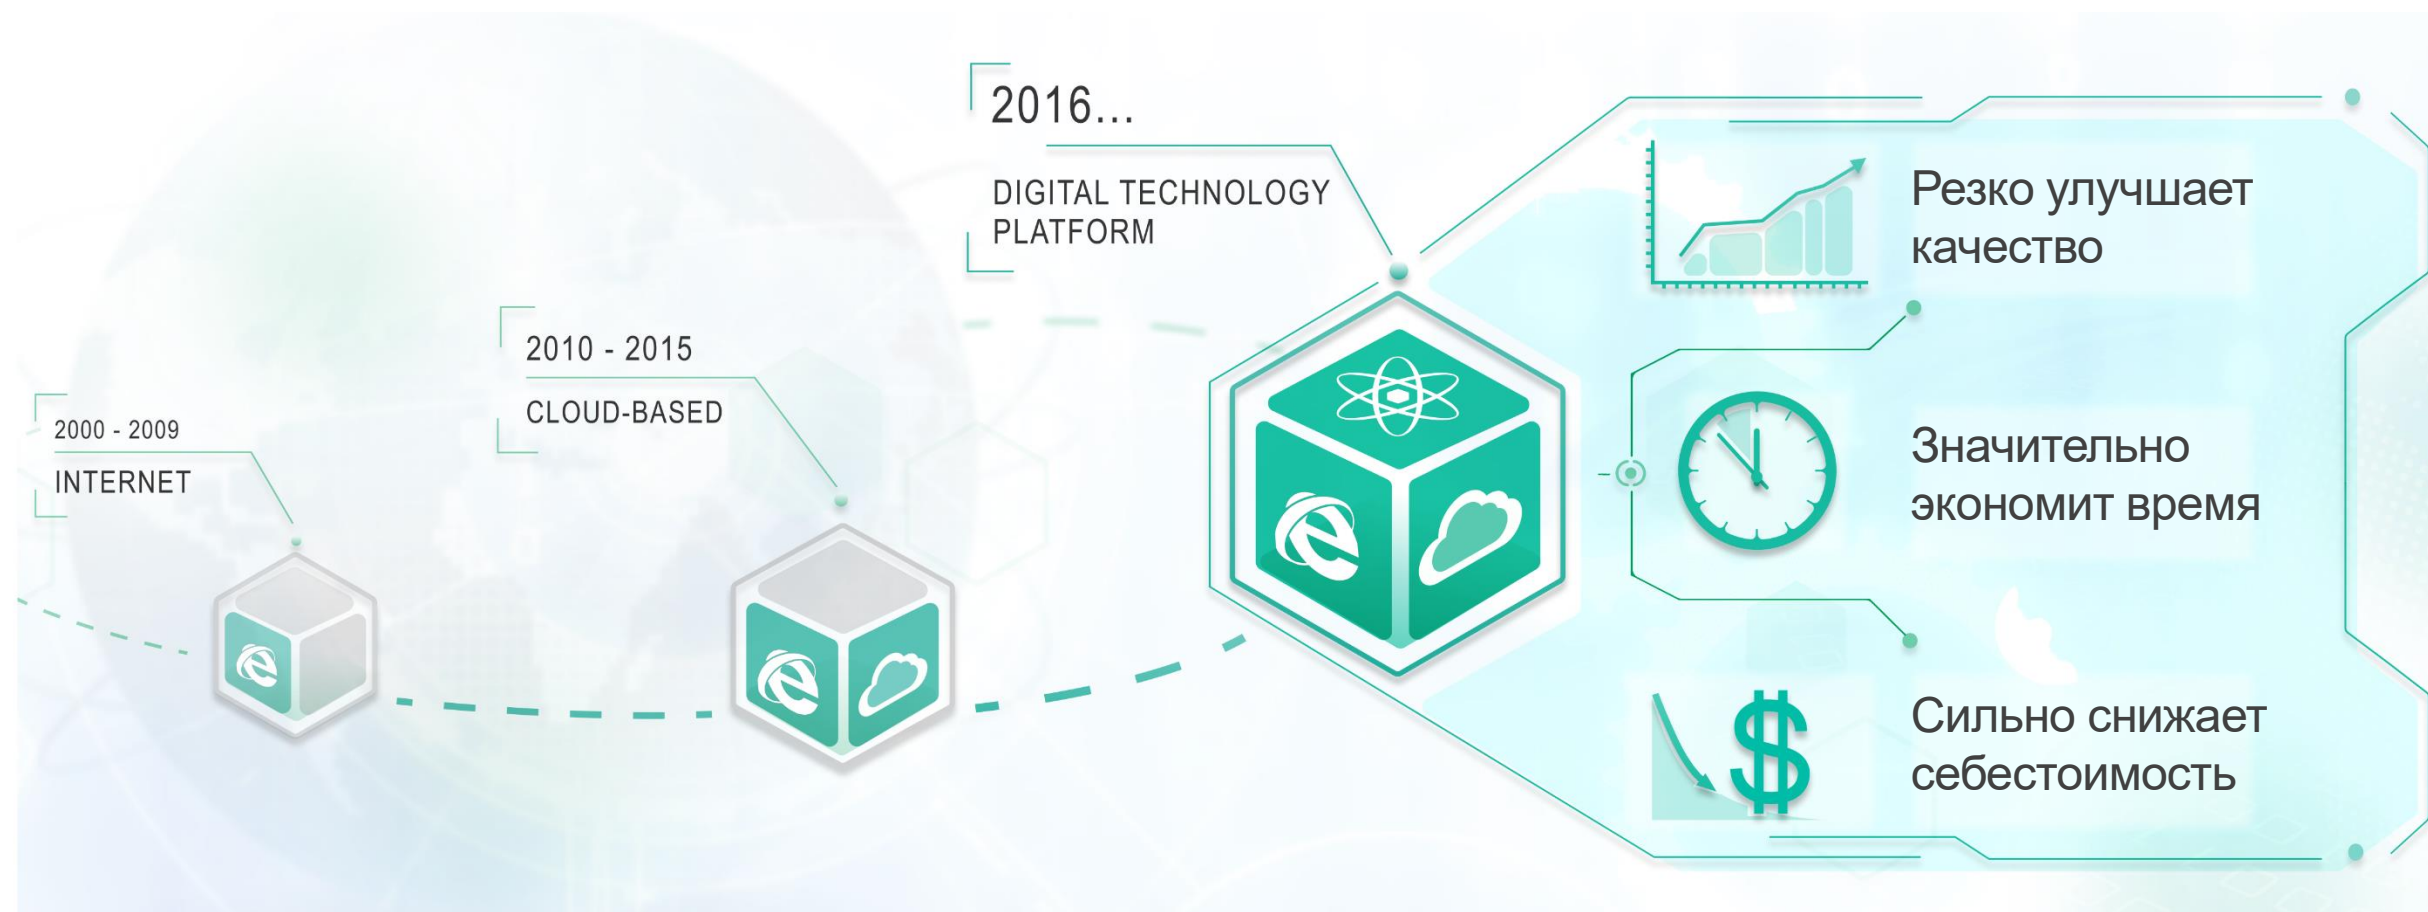 2000 - 2009
INTERNET
2010 - 2015
CLOUD-BASED
2016...
DIGITAL TECHNOLOGY
PLATFORM
Резко улучшает
качество
Значительно
экономит время
Сильно снижает
себестоимость